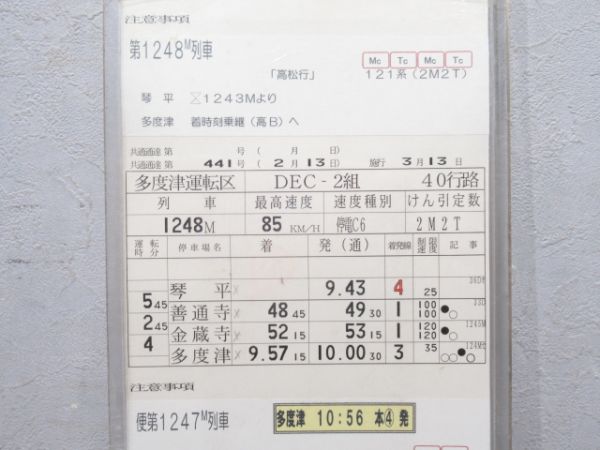 注意事項
第1248M列車
Mc Tc Mc Tc
「高松行」 121系(2M2T)
琴 平 1243Mより
多度津 着時刻乗継(高B)へ
共通通達 第 号 ( 月 日)
共通通達 第 441 号 ( 2 月 13 日) 施行 3 月 13 日
多度津運転区 DEC-2組 40行路
列 車 最高速度 速度種別 けん引定数
1248M 85 KM/H 停電C6 2M2T
運転時分 停車場名 着 発(通) 着発線 制限速度 記 事
琴 平 9.43 4 25
5 45
善通寺 48 45 49 30 1 100 100 ●○
2 45
金蔵寺 52 15 53 15 1 120 120 ●○
4
多度津 9.57 15 10.00 30 3 35 ○○●○
注意事項
便第1247M列車 多度津 10:56 本④ 発